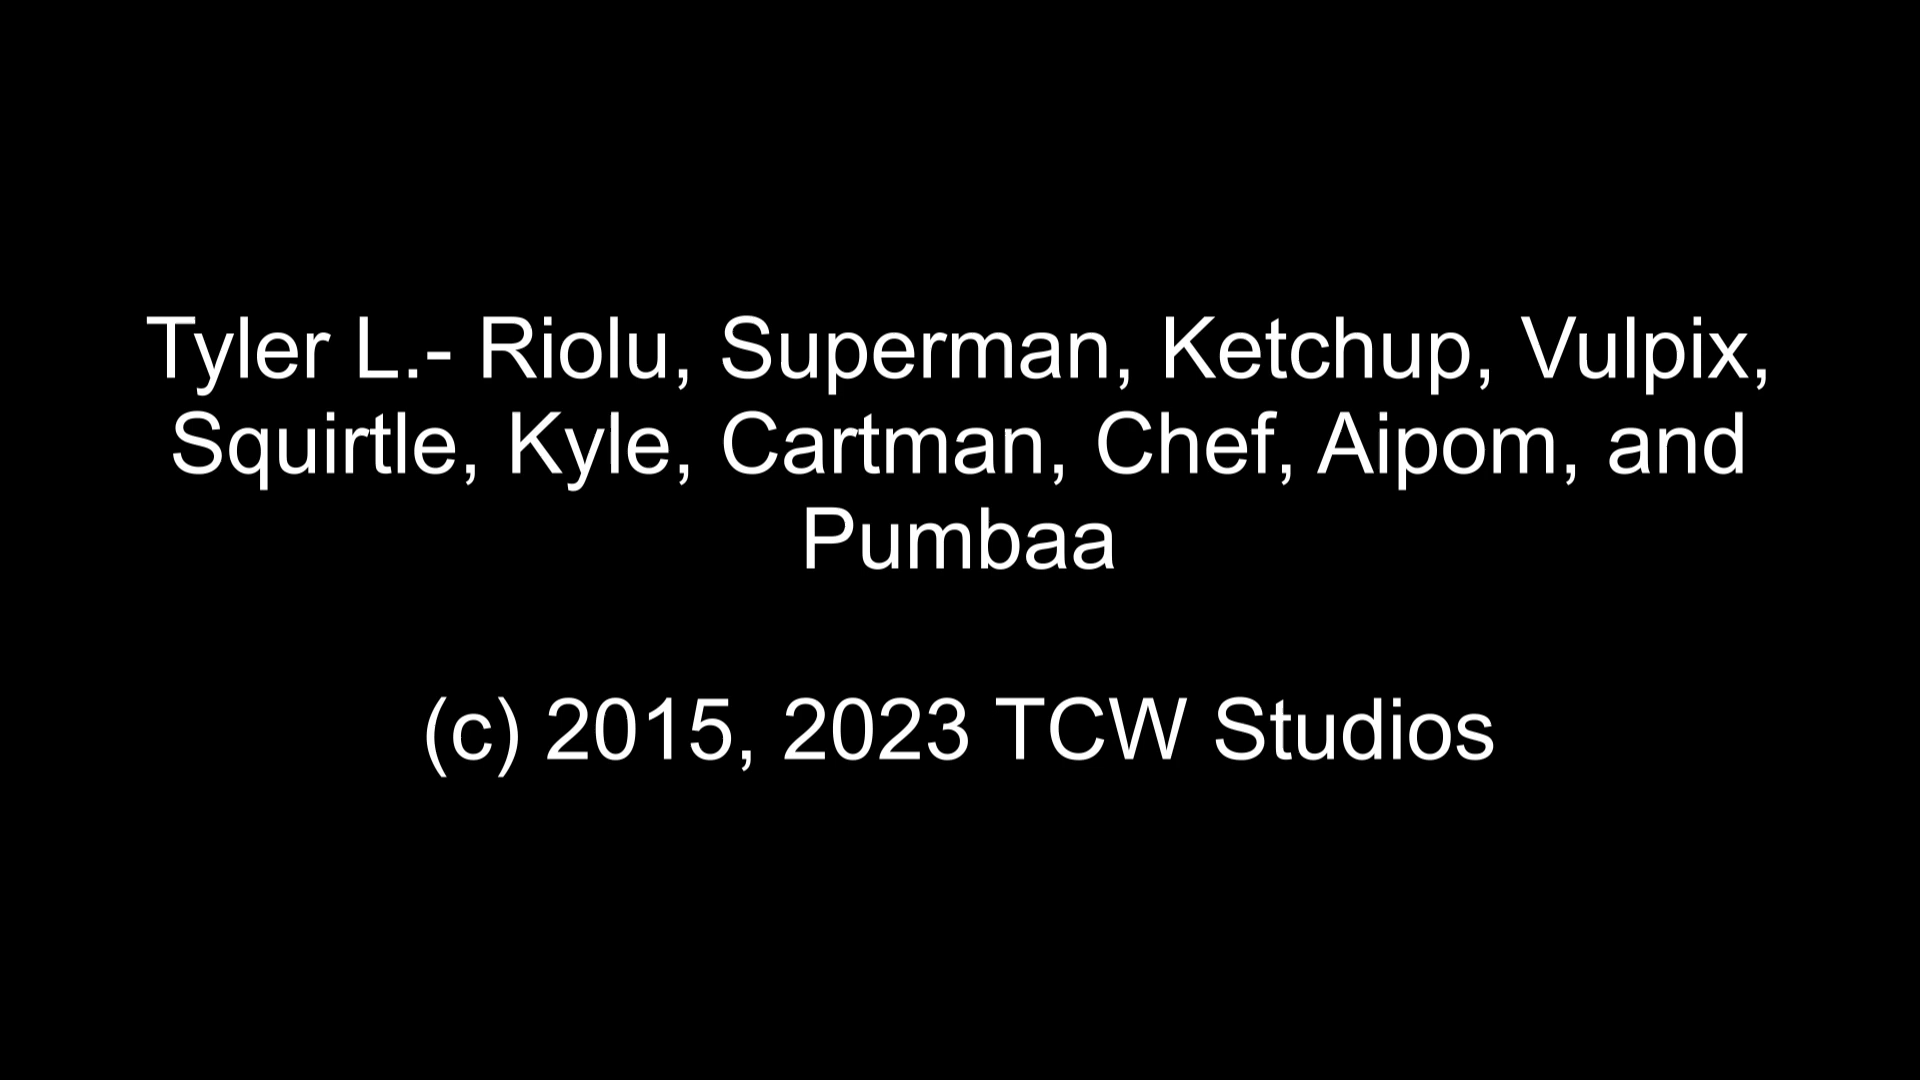 Tyler L.- Riolu, Superman, Ketchup, Vulpix,
Squirtle, Kyle, Cartman, Chef, Aipom, and
Pumbaa
(c) 2015, 2023 TCW Studios